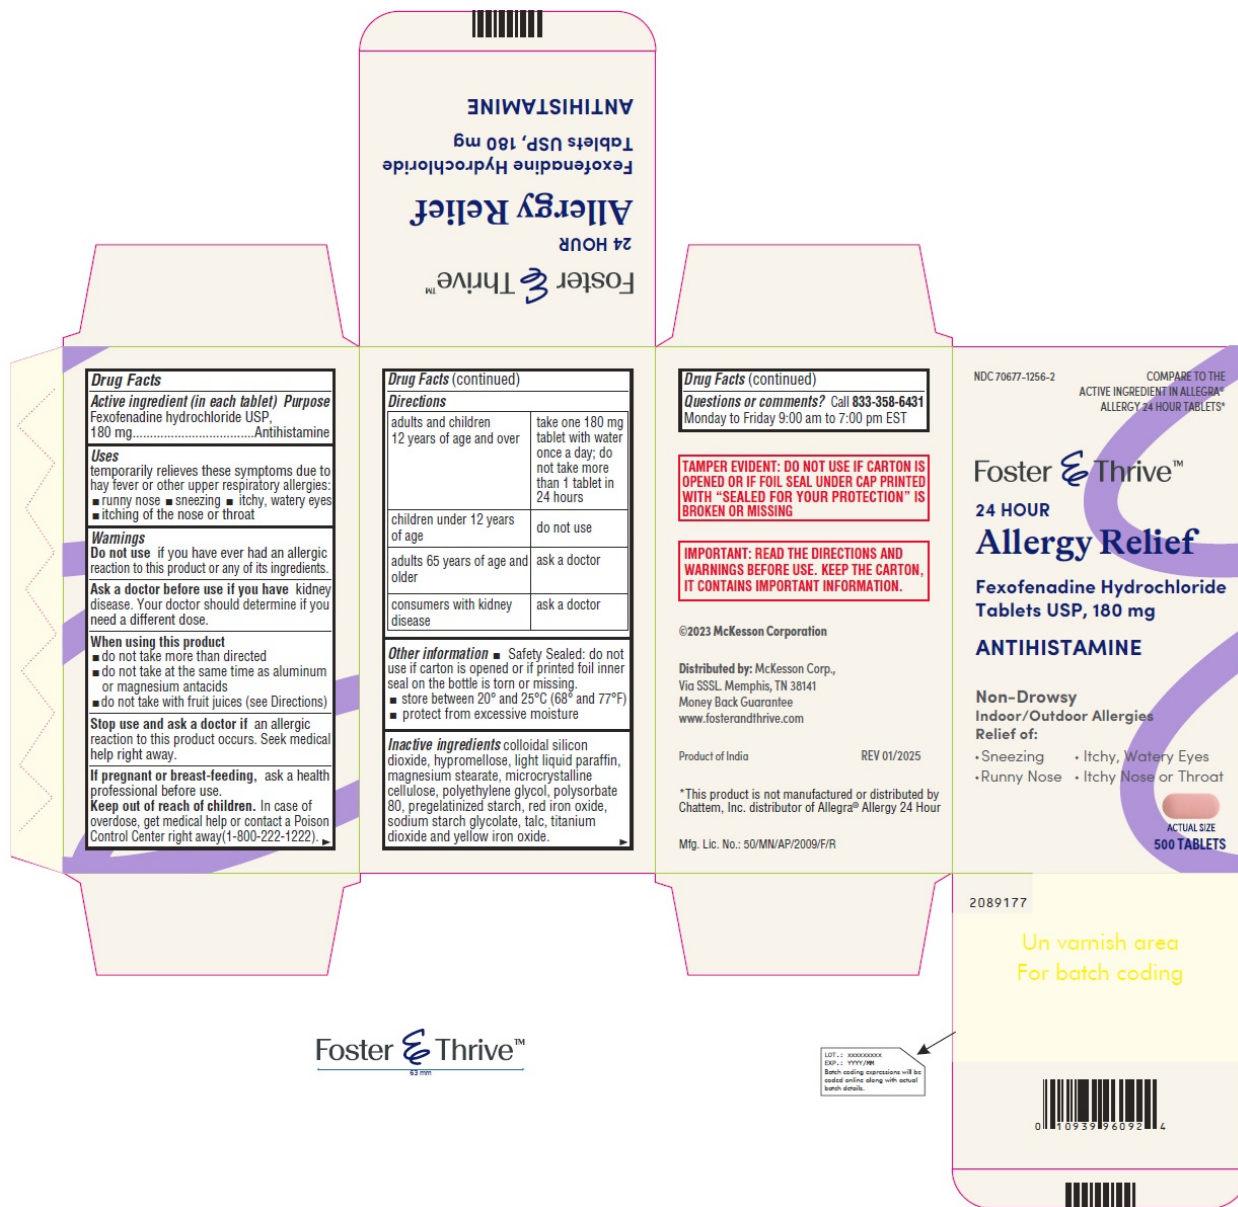 ANTIHISTAMINE
Fexofenadine Hydrochloride
Tablets USP, 180 mg
Allergy Relief
24 HOUR
Foster & Thrive™
Drug Facts
Active ingredient (in each tablet) Purpose
Fexofenadine hydrochloride USP,
180 mg...................................Antihistamine
Uses
temporarily relieves these symptoms due to
hay fever or other upper respiratory allergies:
■ runny nose ■ sneezing ■ itchy, watery eyes
■ itching of the nose or throat
Warnings
Do not use if you have ever had an allergic
reaction to this product or any of its ingredients.
Ask a doctor before use if you have kidney
disease. Your doctor should determine if you
need a different dose.
When using this product
■ do not take more than directed
■ do not take at the same time as aluminum
or magnesium antacids
■ do not take with fruit juices (see Directions)
Stop use and ask a doctor if an allergic
reaction to this product occurs. Seek medical
help right away.
If pregnant or breast-feeding, ask a health
professional before use.
Keep out of reach of children. In case of
overdose, get medical help or contact a Poison
Control Center right away(1-800-222-1222).
Drug Facts (continued)
Directions
adults and children
12 years of age and over
take one 180 mg
tablet with water
once a day; do
not take more
than 1 tablet in
24 hours
children under 12 years
of age
do not use
adults 65 years of age and
older
ask a doctor
consumers with kidney
disease
ask a doctor
Other information ■ Safety Sealed: do not
use if carton is opened or if printed foil inner
seal on the bottle is torn or missing.
■ store between 20° and 25°C (68° and 77°F)
■ protect from excessive moisture
Inactive ingredients colloidal silicon
dioxide, hypromellose, light liquid paraffin,
magnesium stearate, microcrystalline
cellulose, polyethylene glycol, polysorbate
80, pregelatinized starch, red iron oxide,
sodium starch glycolate, talc, titanium
dioxide and yellow iron oxide.
Drug Facts (continued)
Questions or comments? Call 833-358-6431
Monday to Friday 9:00 am to 7:00 pm EST
TAMPER EVIDENT: DO NOT USE IF CARTON IS
OPENED OR IF FOIL SEAL UNDER CAP PRINTED
WITH “SEALED FOR YOUR PROTECTION” IS
BROKEN OR MISSING
IMPORTANT: READ THE DIRECTIONS AND
WARNINGS BEFORE USE. KEEP THE CARTON,
IT CONTAINS IMPORTANT INFORMATION.
©2023 McKesson Corporation
Distributed by: McKesson Corp.,
Via SSSL. Memphis, TN 38141
Money Back Guarantee
www.fosterandthrive.com
Product of India REV 01/2025
*This product is not manufactured or distributed by
Chattem, Inc. distributor of Allegra® Allergy 24 Hour
Mfg. Lic. No.: 50/MN/AP/2009/F/R
NDC 70677-1256-2
COMPARE TO THE
ACTIVE INGREDIENT IN ALLEGRA®
ALLERGY 24 HOUR TABLETS*
Foster & Thrive™
24 HOUR
Allergy Relief
Fexofenadine Hydrochloride
Tablets USP, 180 mg
ANTIHISTAMINE
Non-Drowsy
Indoor/Outdoor Allergies
Relief of:
• Sneezing • Itchy, Watery Eyes
• Runny Nose • Itchy Nose or Throat
ACTUAL SIZE
500 TABLETS
2089177
Un varnish area
For batch coding
Foster & Thrive™
63 mm
LOT.: XXXXXXXXX
EXP.: YYYY/MM
Batch coding expressions will be
coded online along with actual
batch details.
0 10939 96092 4